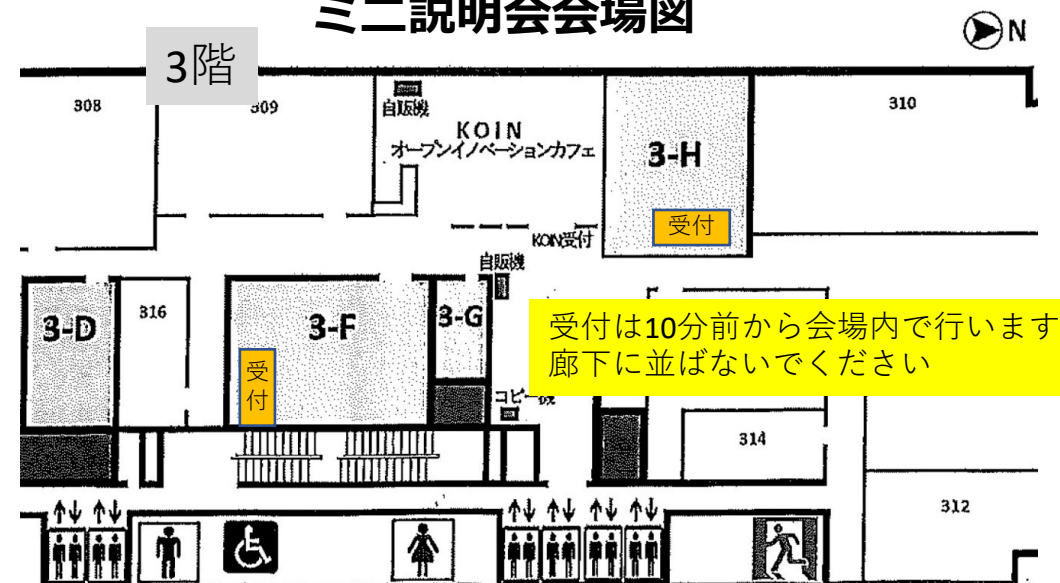 ミニ説明会会場図
N
3階
308
309
自販機
KOIN
オープンイノベーションカフェ
3-H
310
受付
KOIN受付
自販機
3-D
316
3-F
3-G
受付は10分前から会場内で行います
廊下に並ばないでください
受付
コピー機
314
312